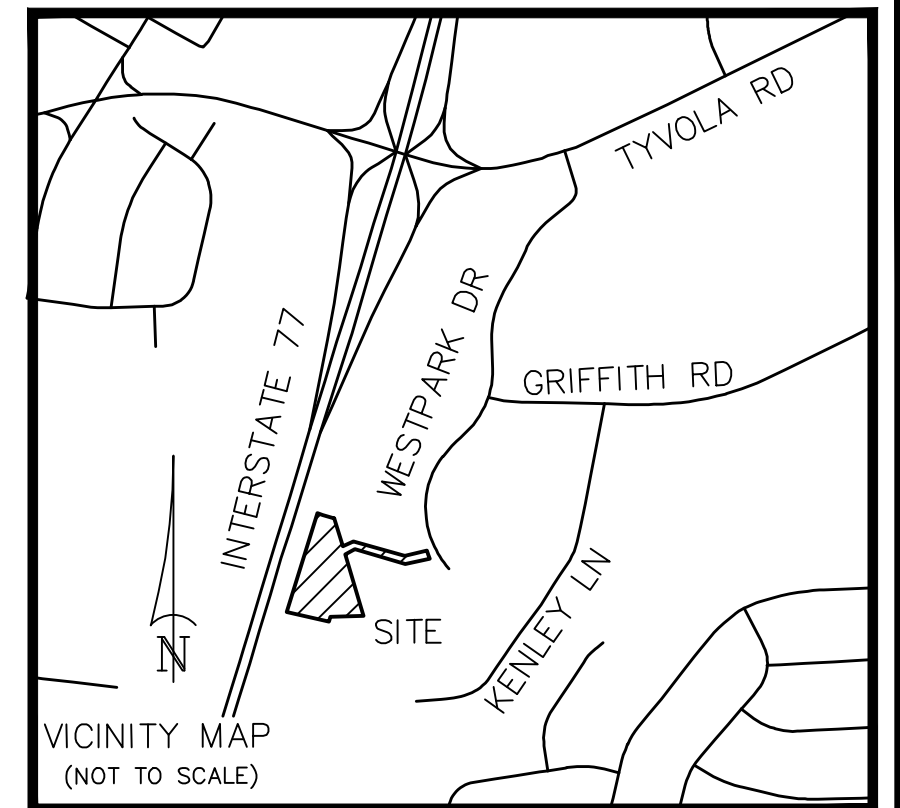 TYVOLA RD
INTERSTATE 77
WESTPARK DR
GRIFFITH RD
KENLEY LN
SITE
N
VICINITY MAP
(NOT TO SCALE)